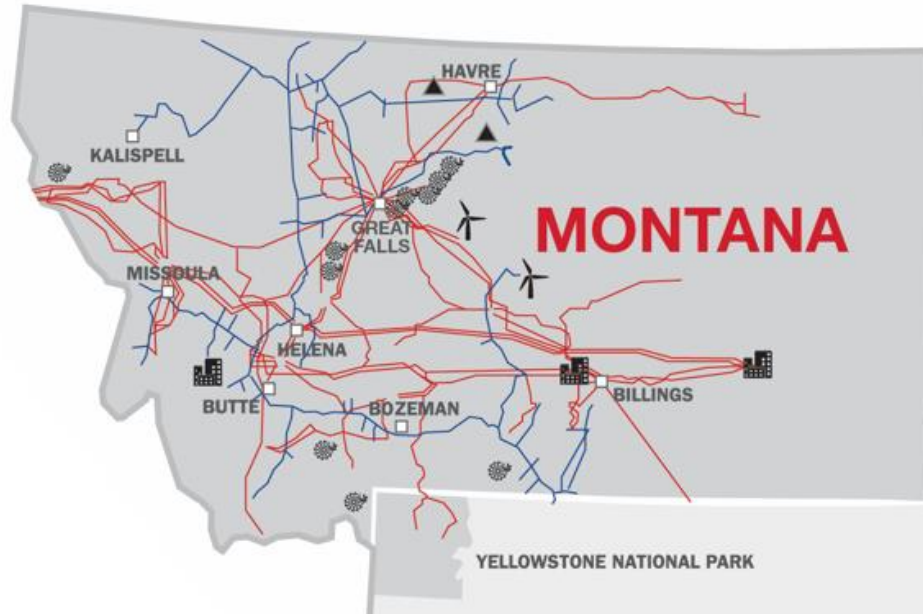 HAVRE
KALISPELL
GREAT
FALLS
MONTANA
MISSOULA
HELENA
BUTTE
BOZEMAN
BILLINGS
YELLOWSTONE NATIONAL PARK